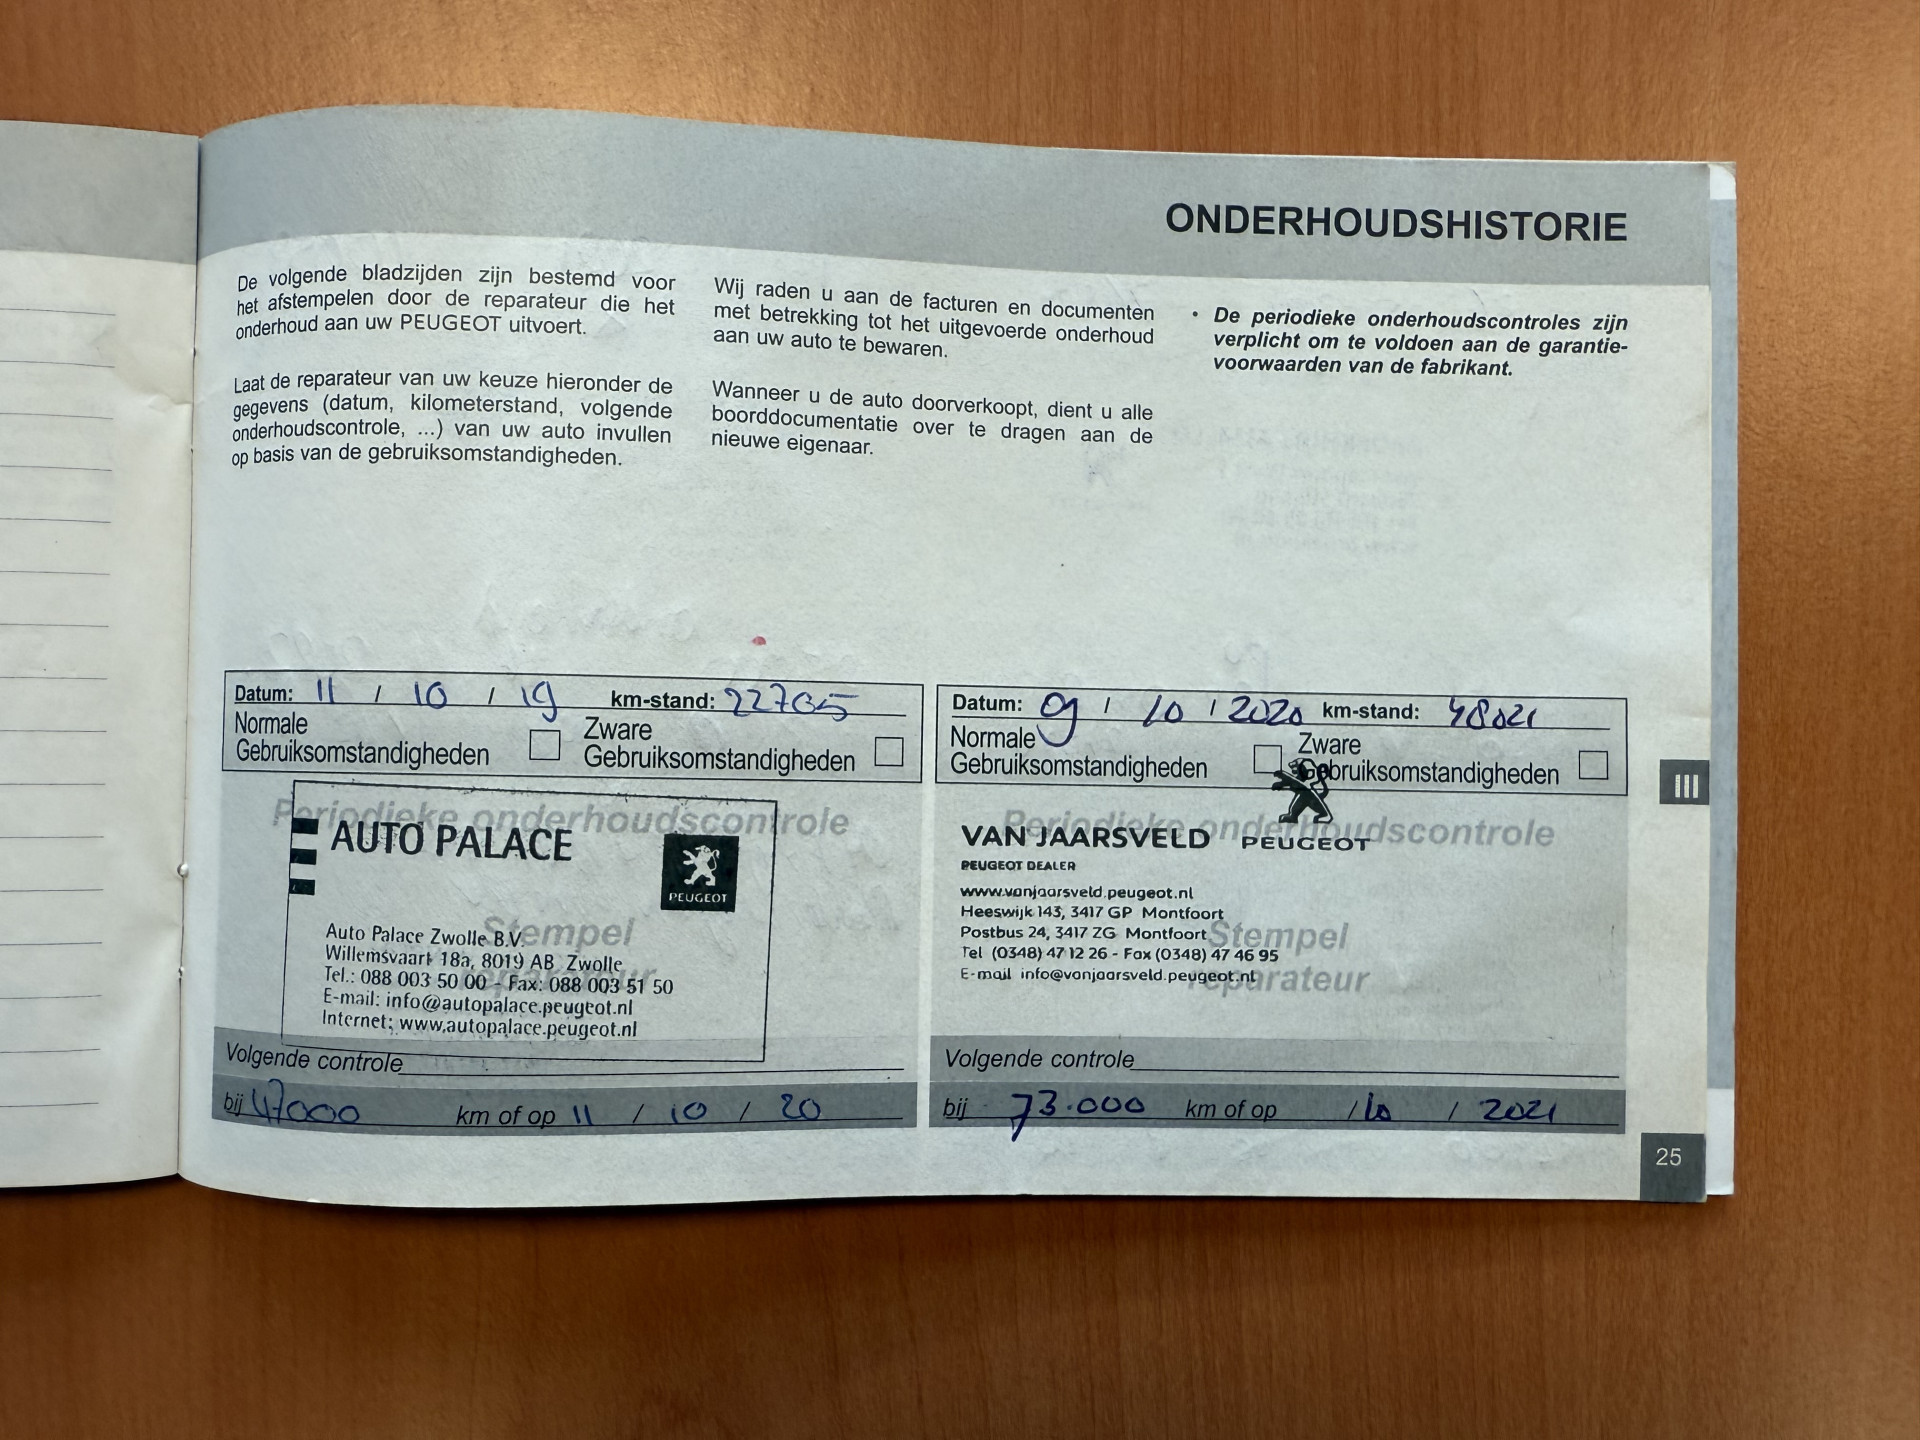 ONDERHOUDSHISTORIE
De volgende bladzijden zijn bestemd voor
het afstempelen door de reparateur die het
onderhoud aan uw PEUGEOT uitvoert.
Laat de reparateur van uw keuze hieronder de
gegevens (datum, kilometerstand, volgende
onderhoudscontrole, ...) van uw auto invullen
op basis van de gebruiksomstandigheden.
Wij raden u aan de facturen en documenten
met betrekking tot het uitgevoerde onderhoud
aan uw auto te bewaren.
Wanneer u de auto doorverkoopt, dient u alle
boorddocumentatie over te dragen aan de
nieuwe eigenaar.
• De periodieke onderhoudscontroles zijn
verplicht om te voldoen aan de garantie-
voorwaarden van de fabrikant.
Datum: 11 / 10 / 19 km-stand: 22705
Normale
Gebruiksomstandigheden
Zware
Gebruiksomstandigheden
Periodieke onderhoudscontrole
AUTO PALACE
PEUGEOT
Stempel
reparateur
Auto Palace Zwolle B.V.
Willemsvaart 18a, 8019 AB Zwolle
Tel.: 088 003 50 00 - Fax: 088 003 51 50
E-mail: info@autopalace.peugeot.nl
Internet: www.autopalace.peugeot.nl
Volgende controle
bij 47000 km of op 11 / 10 / 20
Datum: 9 / 10 / 2020 km-stand: 48021
Normale
Gebruiksomstandigheden
Zware
Gebruiksomstandigheden
Periodieke onderhoudscontrole
VAN JAARSVELD PEUGEOT
PEUGEOT DEALER
www.vanjaarsveld.peugeot.nl
Heeswijk 143, 3417 GP Montfoort
Postbus 24, 3417 ZG Montfoort
Tel (0348) 47 12 26 - Fax (0348) 47 46 95
E-mail info@vanjaarsveld.peugeot.nl
Stempel
reparateur
Volgende controle
bij 73.000 km of op / 10 / 2021
III
25